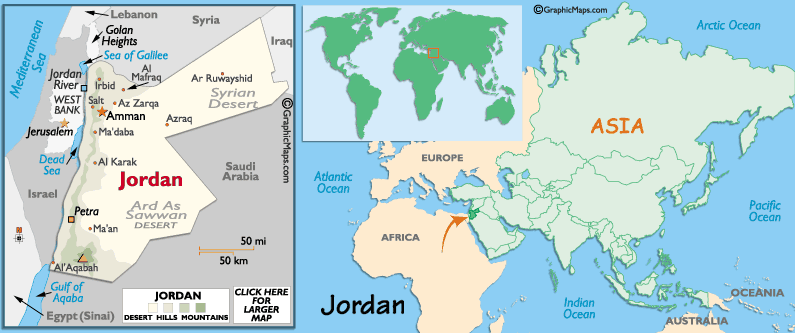 Lebanon
Syria
Golan
Heights
Mediterranean
Sea
Sea of Galilee
Iraq
Jordan
River
Al
Mafraq
Irbid
Ar Ruwayshid
Syrian
Desert
WEST
BANK
Salt
Az Zarqa
Amman
Azraq
Jerusalem
Ma'daba
Dead
Sea
Al Karak
Saudi
Arabia
Jordan
Israel
Petra
Ard As
Sawwan
DESERT
Ma'an
50 mi
50 km
Al'Aqabah
Gulf of
Aqaba
Egypt (Sinai)
JORDAN
DESERT HILLS MOUNTAINS
CLICK HERE
FOR
LARGER
MAP
©GraphicMaps.com
©GraphicMaps.com
Arctic Ocean
ASIA
EUROPE
Atlantic
Ocean
Pacific
Ocean
AFRICA
Indian
Ocean
OCEANIA
AUSTRALIA
Jordan